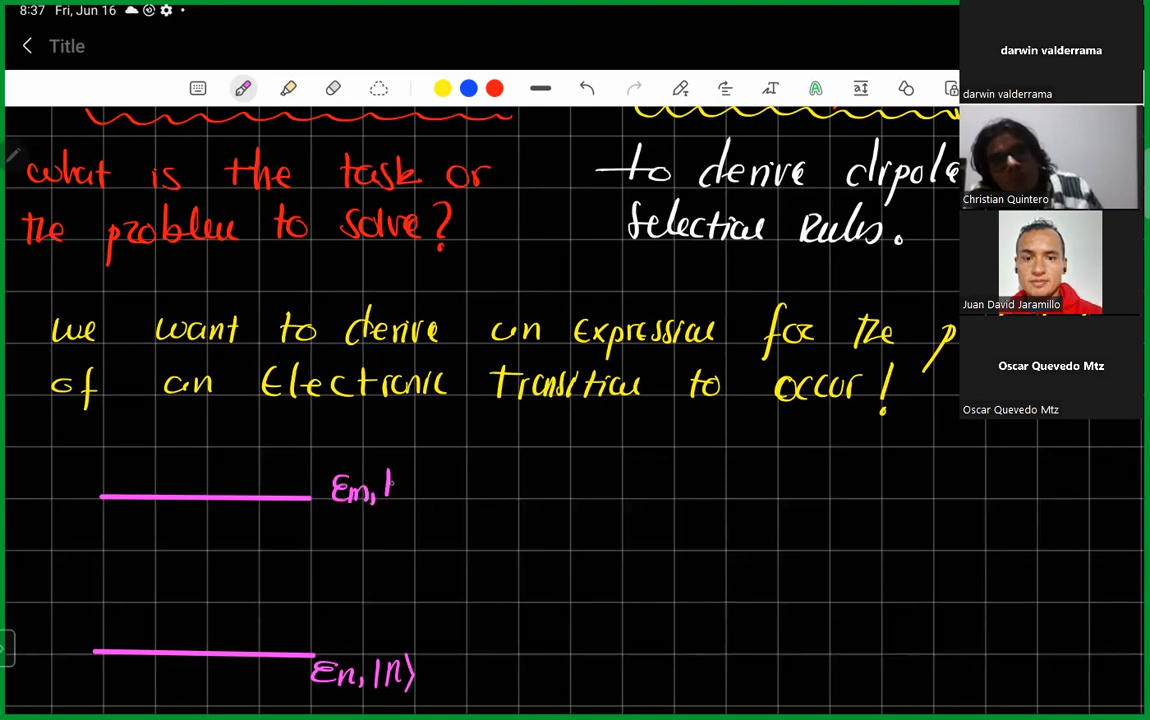 8:37 Fri, Jun 16
Title
darwin valderrama
darwin valderrama
Christian Quintero
Juan David Jaramillo
Oscar Quevedo Mtz
Oscar Quevedo Mtz
what is the task or
the problem to solve?
to derive dipole
Selection Rules.
we want to derive an Expression for the p
of an Electronic Transition to occur!
Em, |
En, |n⟩